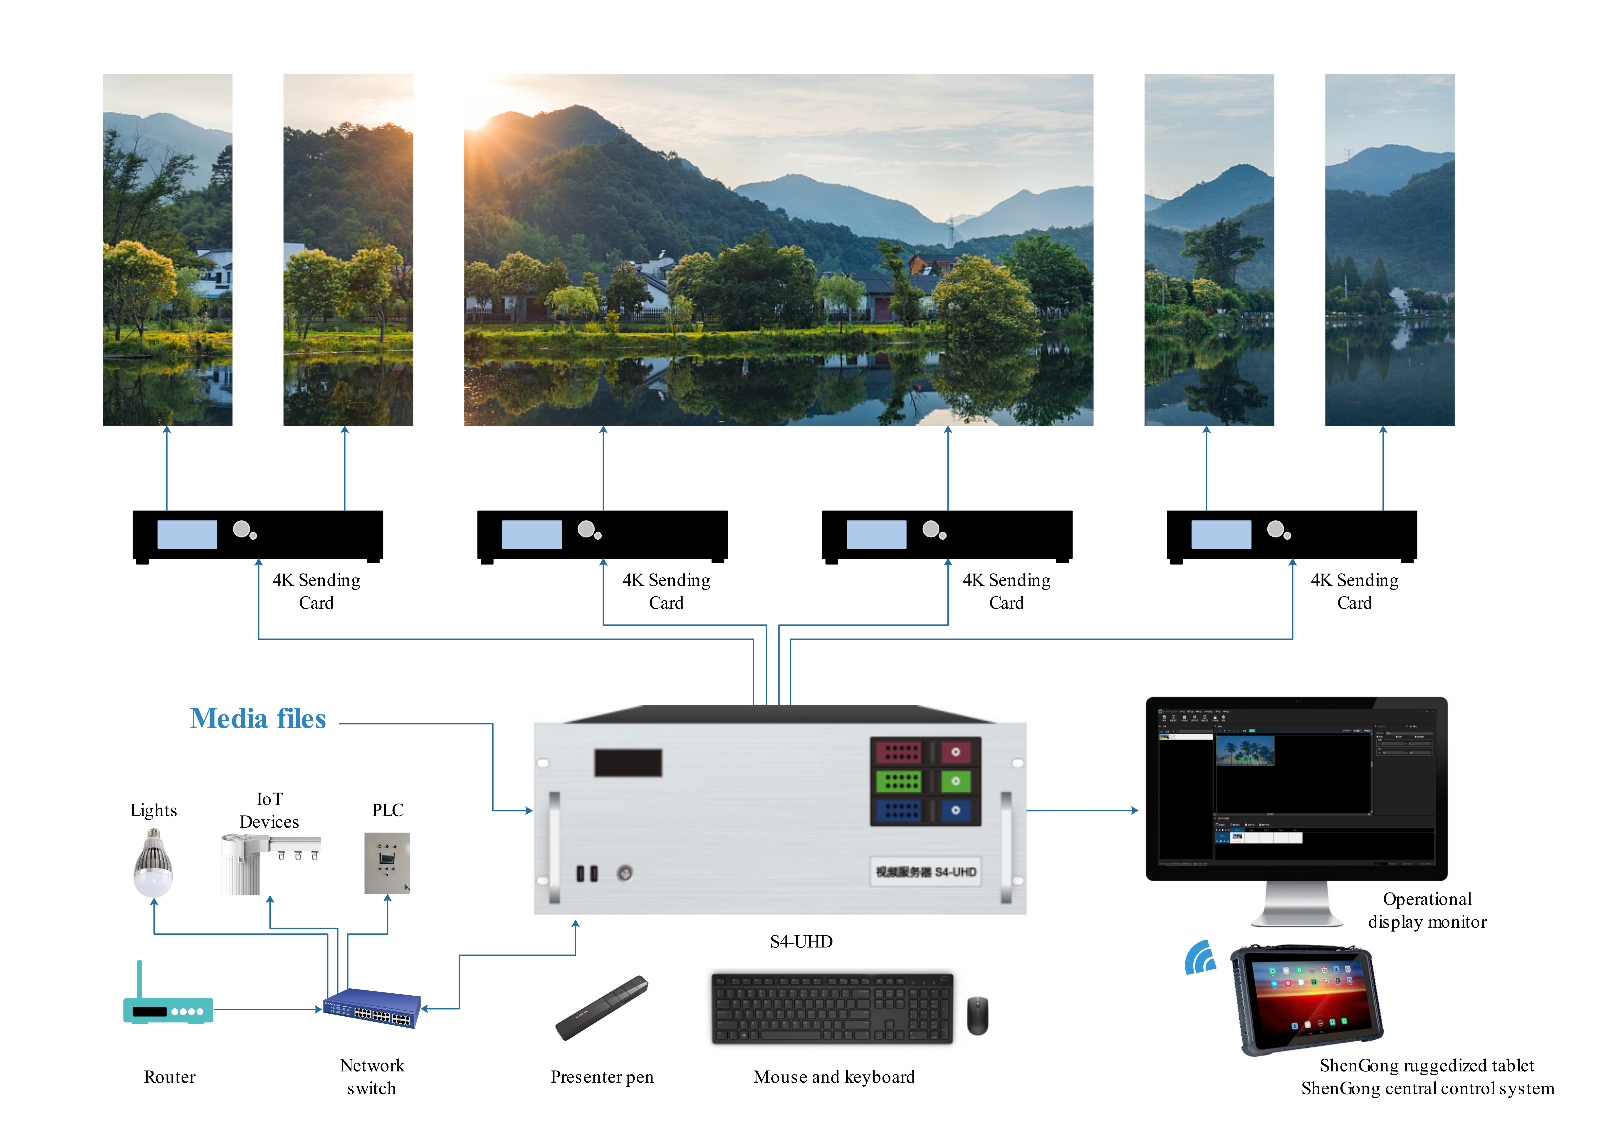 4K Sending
Card
4K Sending
Card
4K Sending
Card
4K Sending
Card
Media files
Lights
IoT
Devices
PLC
视频服务器 S4-UHD
Operational
display monitor
S4-UHD
Router
Network
switch
Presenter pen
Mouse and keyboard
ShenGong ruggedized tablet
ShenGong central control system